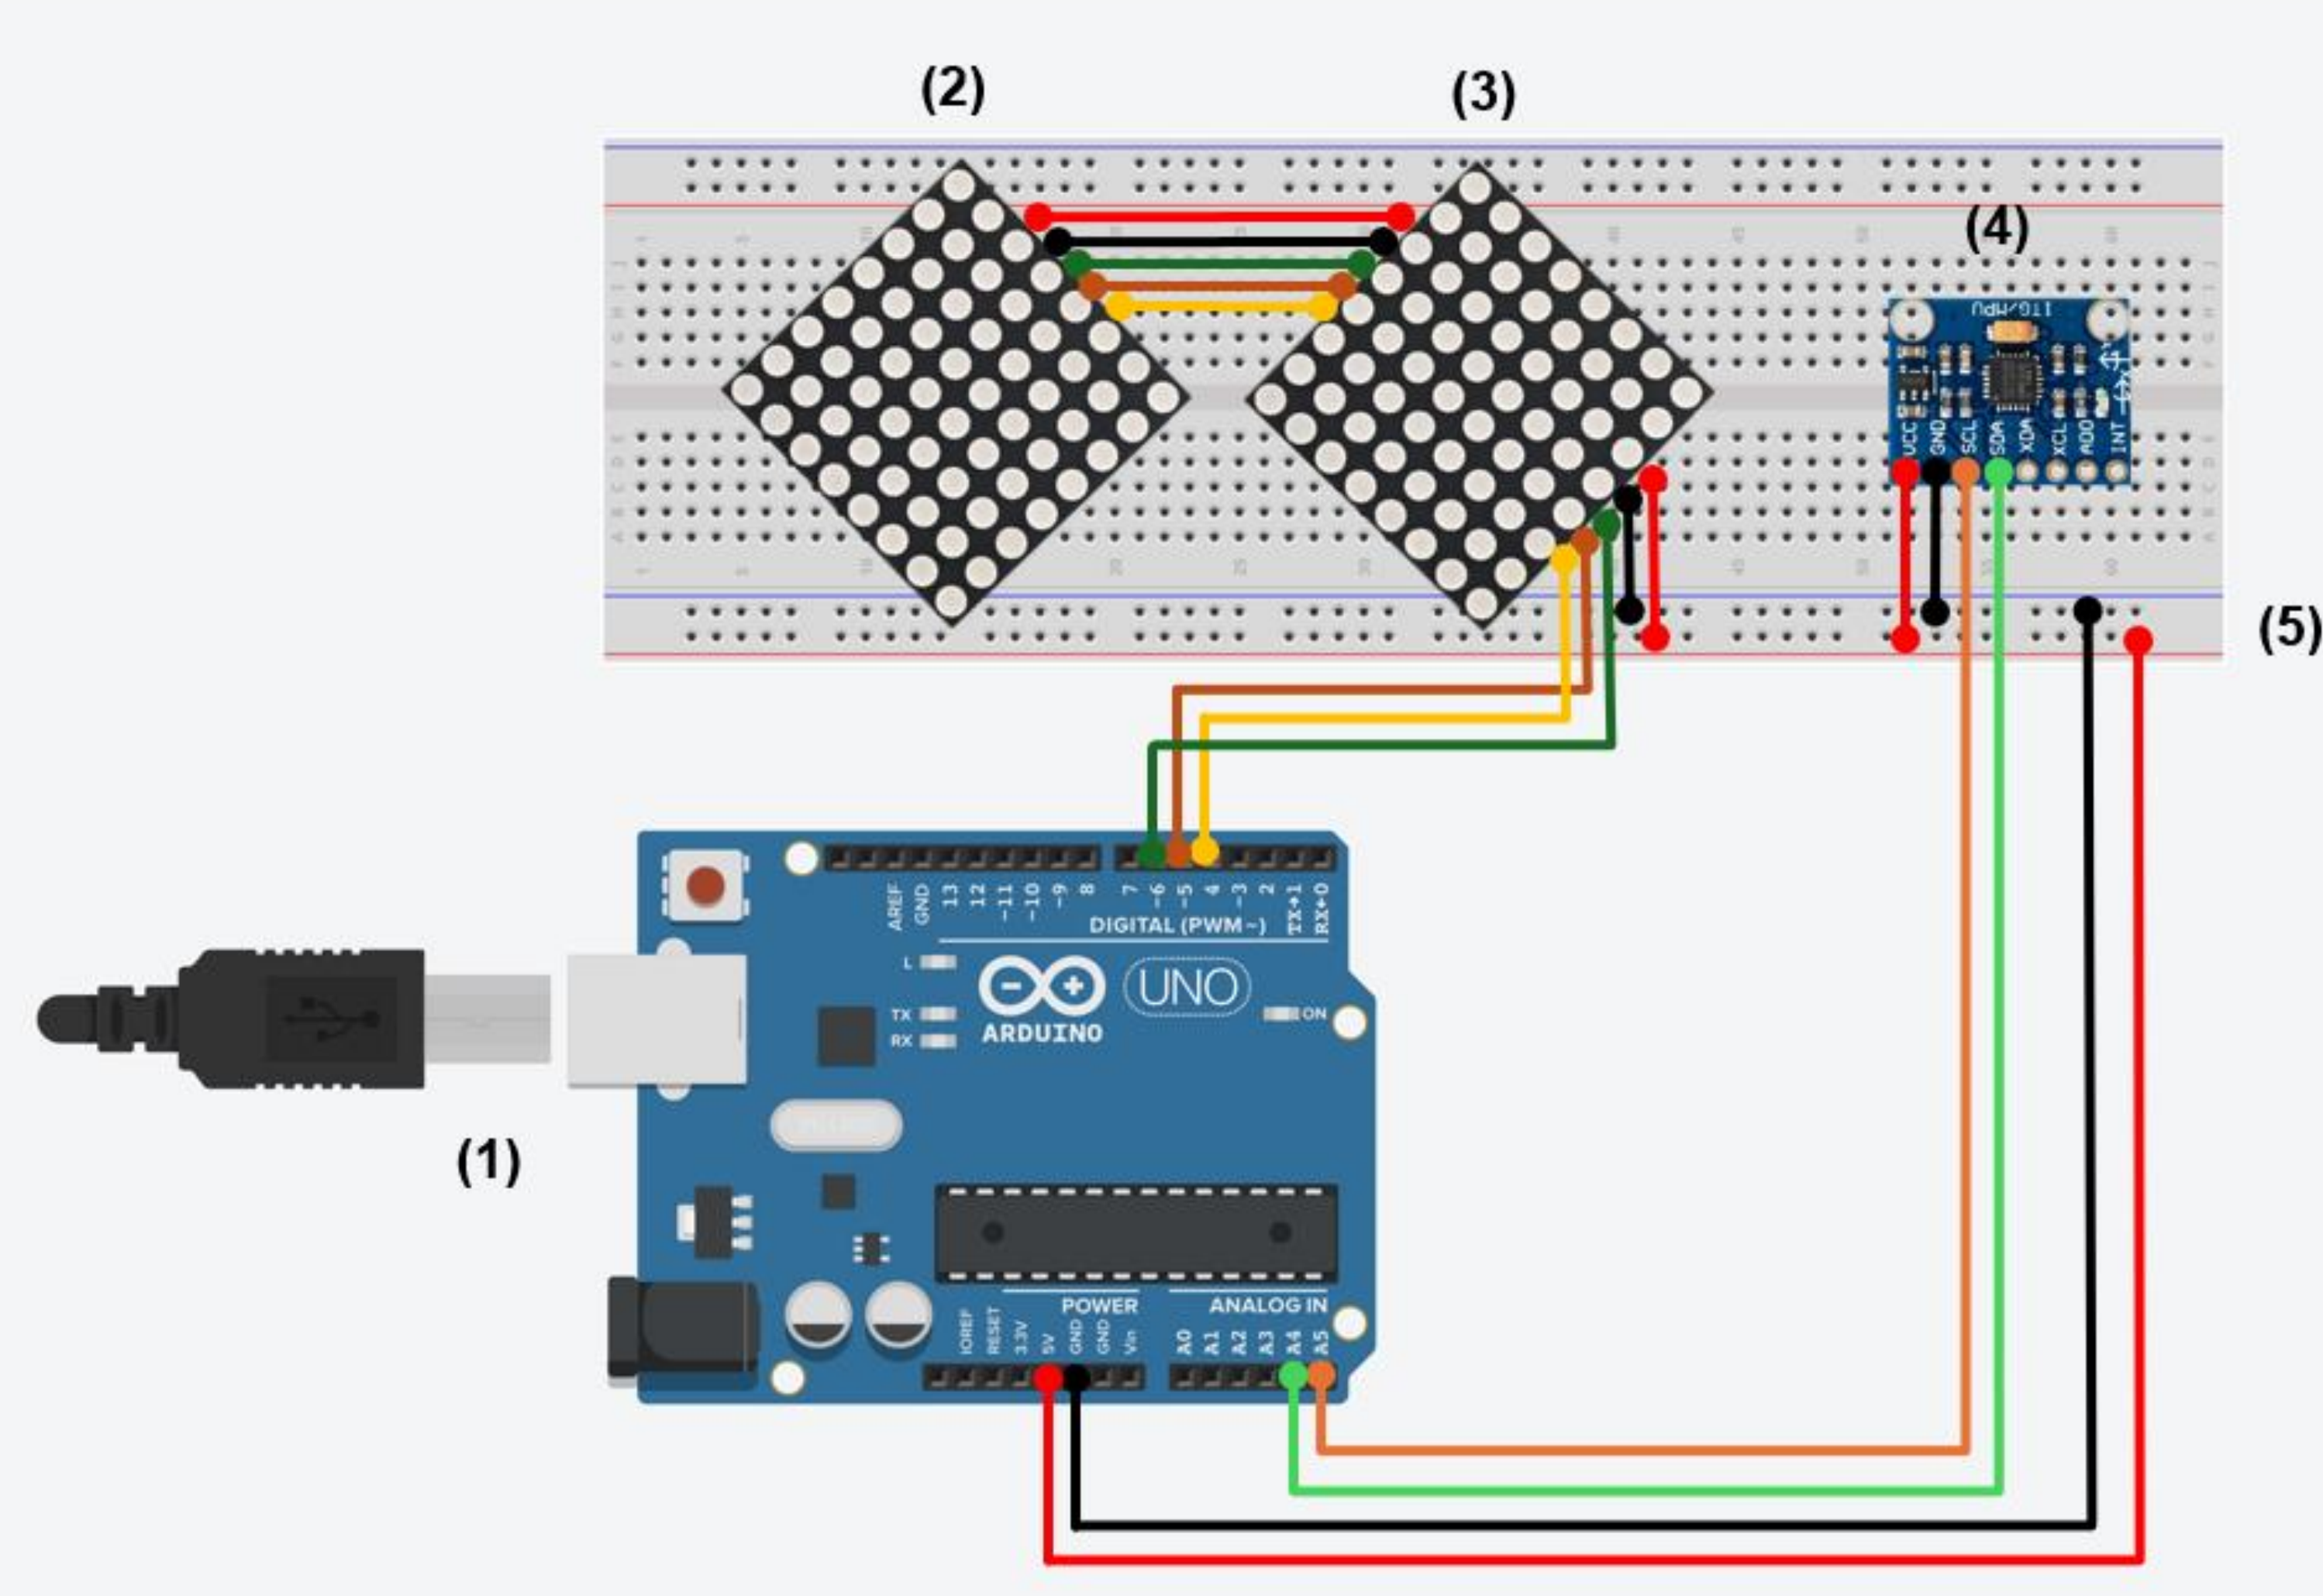 (2)
(3)
(4)
ITG/MPU
VCC
GND
SCL
SDA
XDA
XCL
ADO
INT
(5)
AREF
GND
13
12
~11
~10
~9
8
7
~6
~5
4
~3
2
TX→1
RX←0
DIGITAL (PWM~)
L
TX
RX
ARDUINO
UNO
ON
(1)
POWER
ANALOG IN
IOREF
RESET
3.3V
5V
GND
GND
Vin
A0
A1
A2
A3
A4
A5